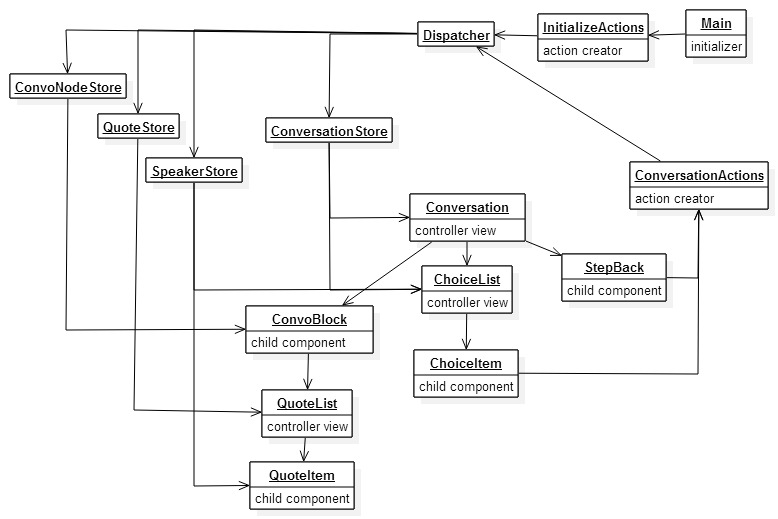 Dispatcher
InitializeActions
action creator
Main
initializer
ConvoNodeStore
QuoteStore
ConversationStore
SpeakerStore
ConversationActions
action creator
Conversation
controller view
StepBack
child component
ChoiceList
controller view
ConvoBlock
child component
ChoiceItem
child component
QuoteList
controller view
QuoteItem
child component